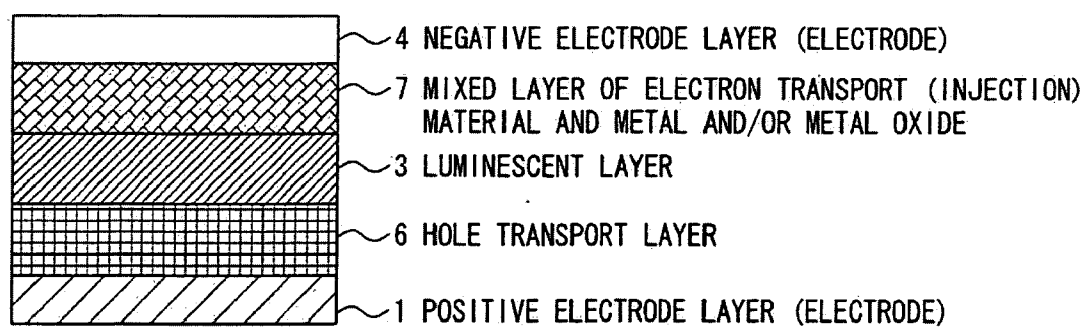 4 NEGATIVE ELECTRODE LAYER (ELECTRODE)
7 MIXED LAYER OF ELECTRON TRANSPORT (INJECTION)
MATERIAL AND METAL AND/OR METAL OXIDE
3 LUMINESCENT LAYER
6 HOLE TRANSPORT LAYER
1 POSITIVE ELECTRODE LAYER (ELECTRODE)